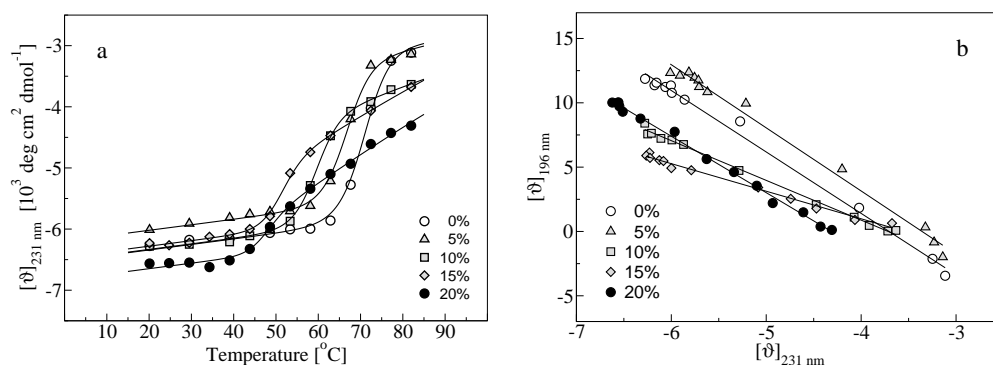 a
[ϑ]231 nm [10³ deg cm² dmol⁻¹]
-3
-4
-5
-6
-7
0%
5%
10%
15%
20%
10 20 30 40 50 60 70 80 90
Temperature [°C]
b
[ϑ]196 nm
15
10
5
0
-5
0%
5%
10%
15%
20%
-7 -6 -5 -4 -3
[ϑ]231 nm